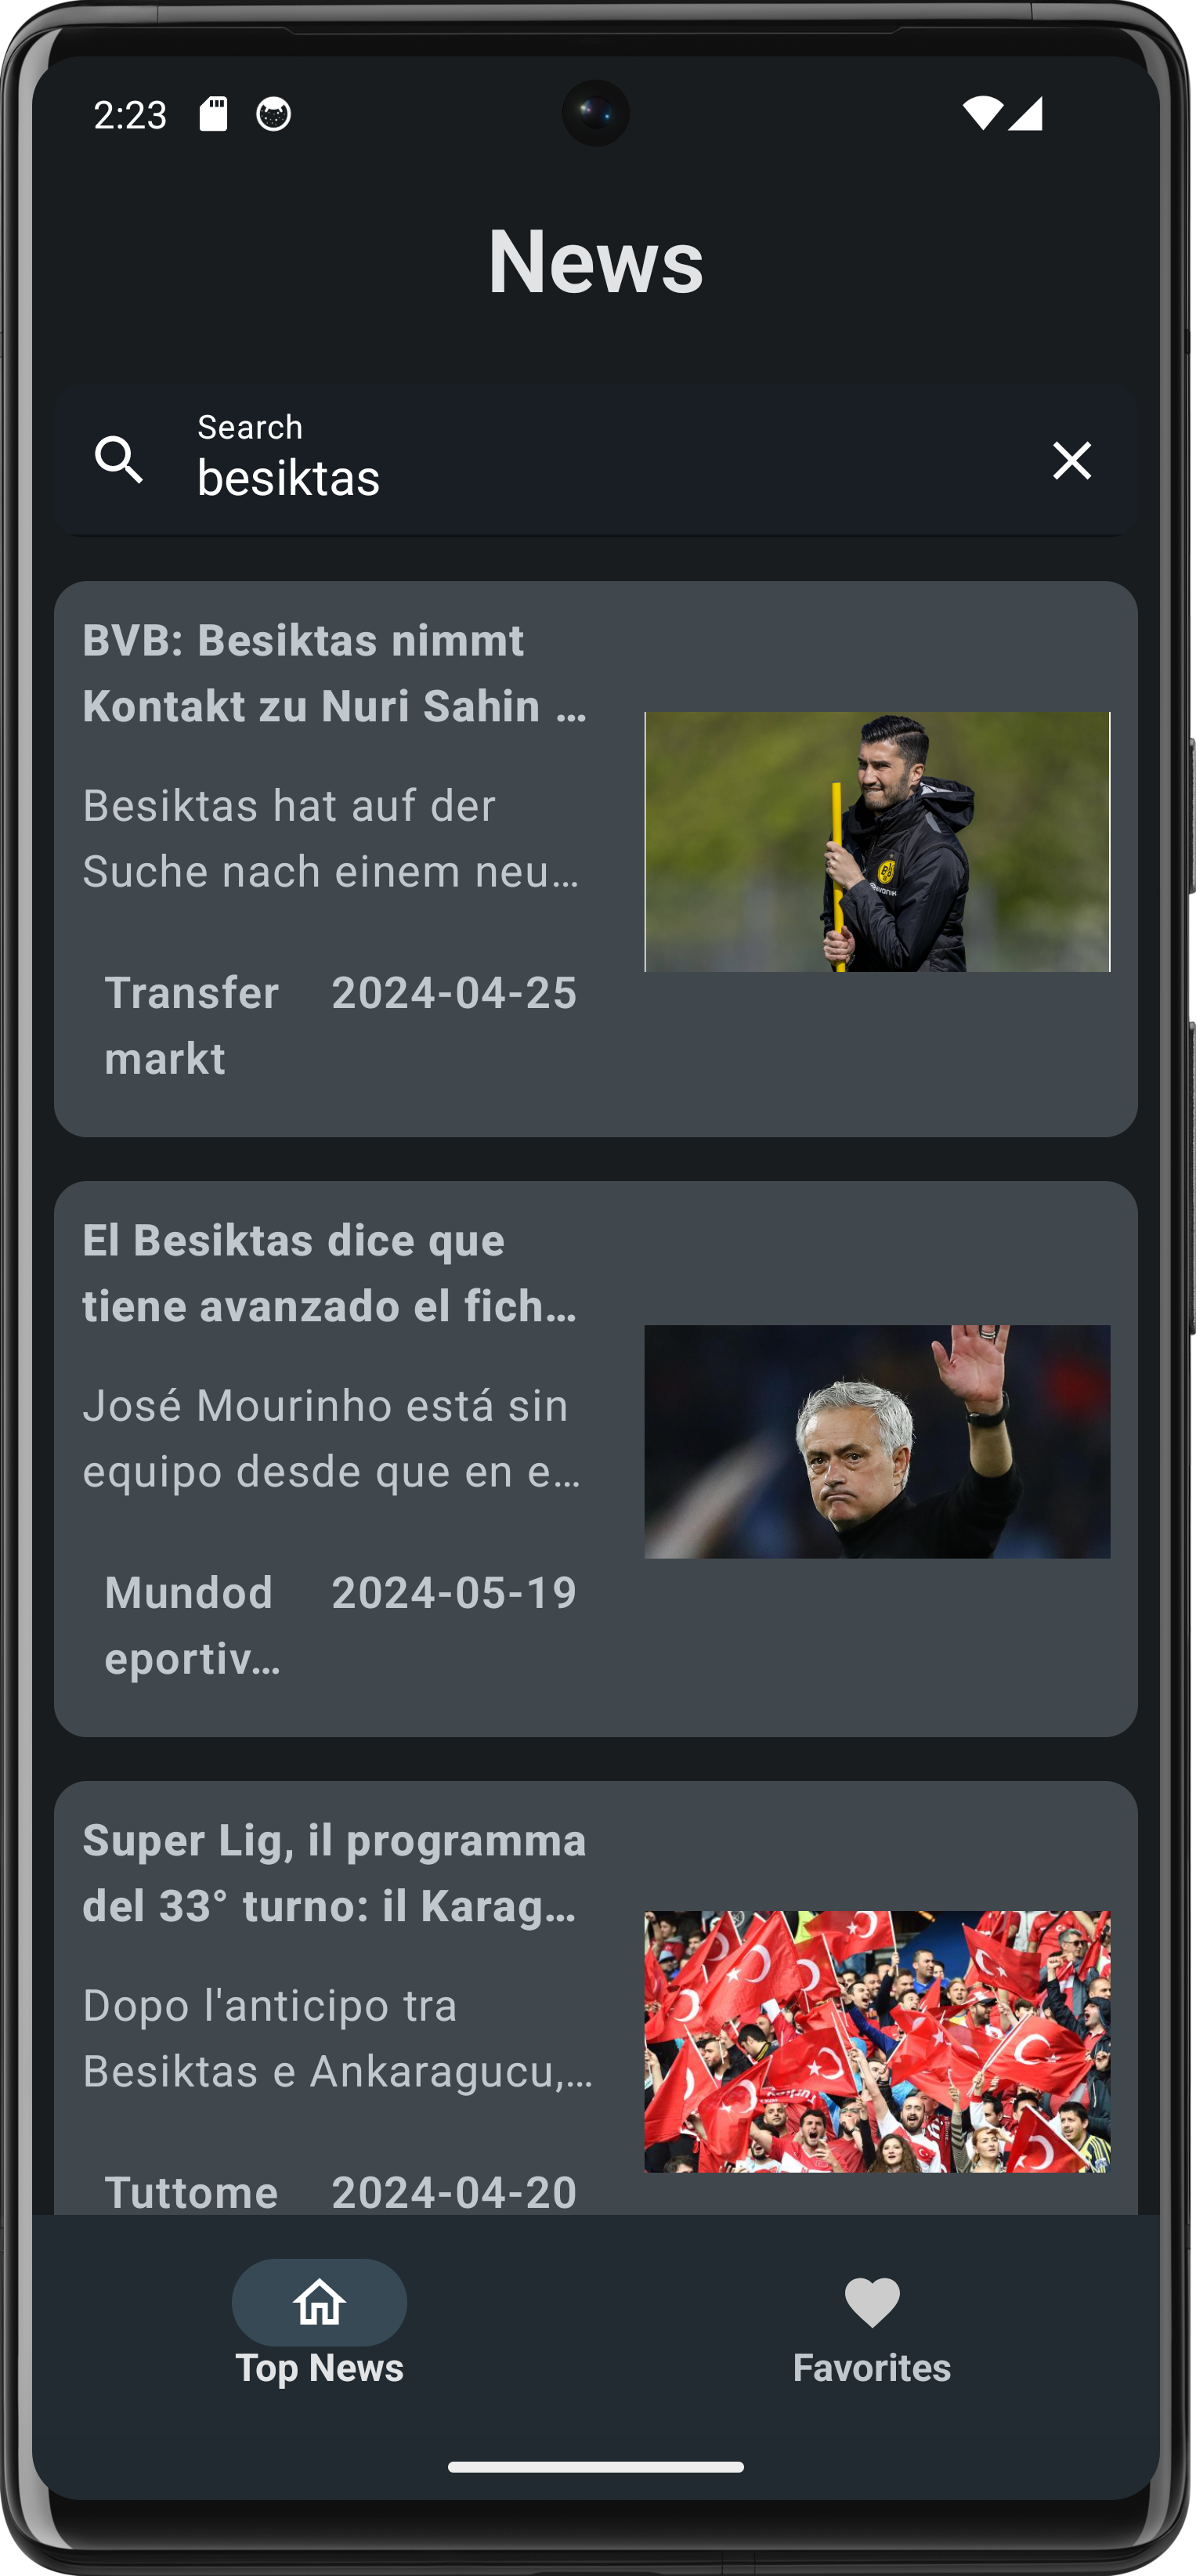 2:23
News
Search
besiktas
BVB: Besiktas nimmt
Kontakt zu Nuri Sahin …
Besiktas hat auf der
Suche nach einem neu…
Transfer
markt
2024-04-25
El Besiktas dice que
tiene avanzado el fich…
José Mourinho está sin
equipo desde que en e…
Mundod
eportiv…
2024-05-19
Super Lig, il programma
del 33° turno: il Karag…
Dopo l'anticipo tra
Besiktas e Ankaragucu,…
Tuttome
2024-04-20
Top News
Favorites